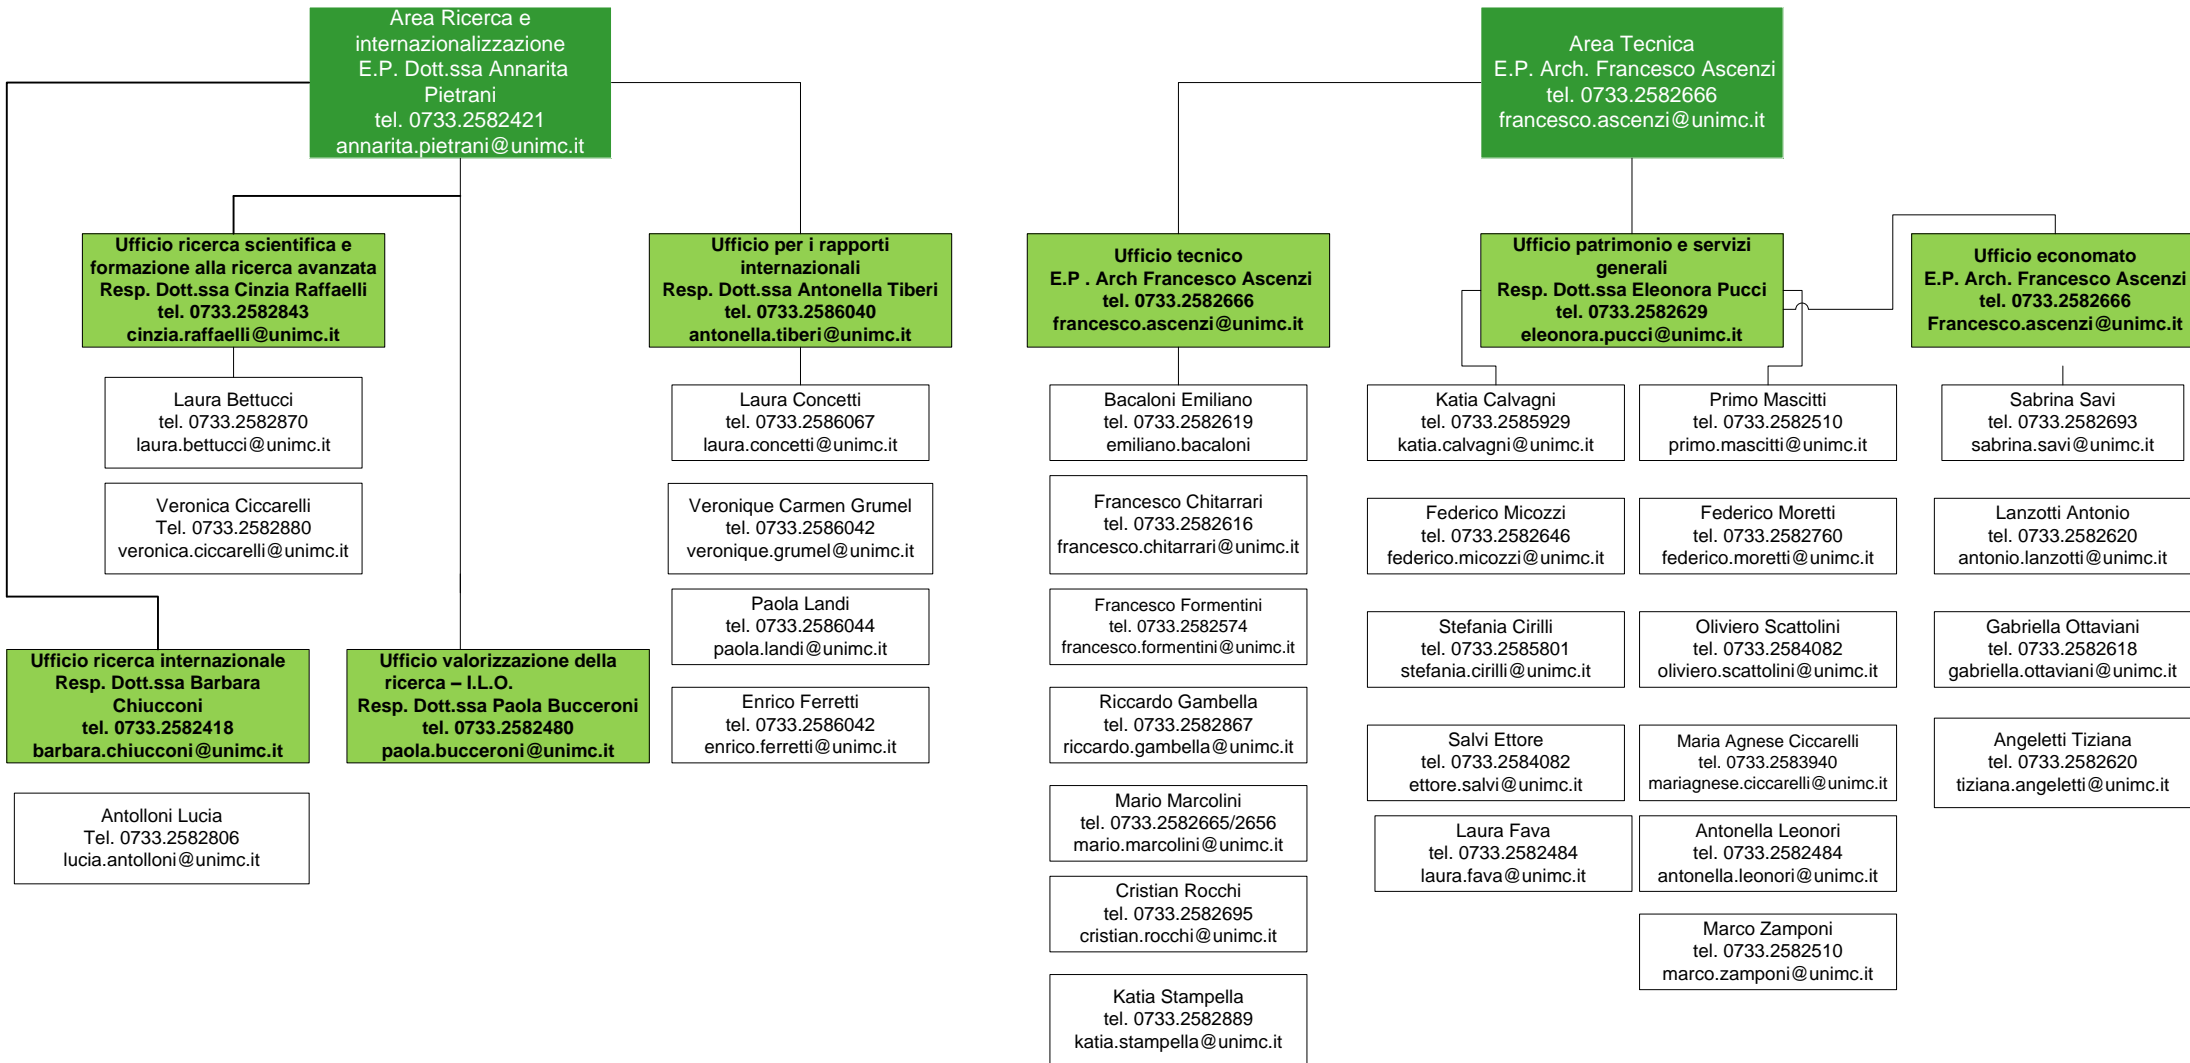 Area Ricerca e
internazionalizzazione
E.P. Dott.ssa Annarita
Pietrani
tel. 0733.2582421
annarita.pietrani@unimc.it
Area Tecnica
E.P. Arch. Francesco Ascenzi
tel. 0733.2582666
francesco.ascenzi@unimc.it
Ufficio ricerca scientifica e
formazione alla ricerca avanzata
Resp. Dott.ssa Cinzia Raffaelli
tel. 0733.2582843
cinzia.raffaelli@unimc.it
Ufficio per i rapporti
internazionali
Resp. Dott.ssa Antonella Tiberi
tel. 0733.2586040
antonella.tiberi@unimc.it
Ufficio tecnico
E.P . Arch Francesco Ascenzi
tel. 0733.2582666
francesco.ascenzi@unimc.it
Ufficio patrimonio e servizi
generali
Resp. Dott.ssa Eleonora Pucci
tel. 0733.2582629
eleonora.pucci@unimc.it
Ufficio economato
E.P. Arch. Francesco Ascenzi
tel. 0733.2582666
Francesco.ascenzi@unimc.it
Laura Bettucci
tel. 0733.2582870
laura.bettucci@unimc.it
Veronica Ciccarelli
Tel. 0733.2582880
veronica.ciccarelli@unimc.it
Ufficio ricerca internazionale
Resp. Dott.ssa Barbara
Chiucconi
tel. 0733.2582418
barbara.chiucconi@unimc.it
Antolloni Lucia
Tel. 0733.2582806
lucia.antolloni@unimc.it
Ufficio valorizzazione della
ricerca – I.L.O.
Resp. Dott.ssa Paola Bucceroni
tel. 0733.2582480
paola.bucceroni@unimc.it
Laura Concetti
tel. 0733.2586067
laura.concetti@unimc.it
Veronique Carmen Grumel
tel. 0733.2586042
veronique.grumel@unimc.it
Paola Landi
tel. 0733.2586044
paola.landi@unimc.it
Enrico Ferretti
tel. 0733.2586042
enrico.ferretti@unimc.it
Bacaloni Emiliano
tel. 0733.2582619
emiliano.bacaloni
Francesco Chitarrari
tel. 0733.2582616
francesco.chitarrari@unimc.it
Francesco Formentini
tel. 0733.2582574
francesco.formentini@unimc.it
Riccardo Gambella
tel. 0733.2582867
riccardo.gambella@unimc.it
Mario Marcolini
tel. 0733.2582665/2656
mario.marcolini@unimc.it
Cristian Rocchi
tel. 0733.2582695
cristian.rocchi@unimc.it
Katia Stampella
tel. 0733.2582889
katia.stampella@unimc.it
Katia Calvagni
tel. 0733.2585929
katia.calvagni@unimc.it
Federico Micozzi
tel. 0733.2582646
federico.micozzi@unimc.it
Stefania Cirilli
tel. 0733.2585801
stefania.cirilli@unimc.it
Salvi Ettore
tel. 0733.2584082
ettore.salvi@unimc.it
Laura Fava
tel. 0733.2582484
laura.fava@unimc.it
Primo Mascitti
tel. 0733.2582510
primo.mascitti@unimc.it
Federico Moretti
tel. 0733.2582760
federico.moretti@unimc.it
Oliviero Scattolini
tel. 0733.2584082
oliviero.scattolini@unimc.it
Maria Agnese Ciccarelli
tel. 0733.2583940
mariagnese.ciccarelli@unimc.it
Antonella Leonori
tel. 0733.2582484
antonella.leonori@unimc.it
Marco Zamponi
tel. 0733.2582510
marco.zamponi@unimc.it
Sabrina Savi
tel. 0733.2582693
sabrina.savi@unimc.it
Lanzotti Antonio
tel. 0733.2582620
antonio.lanzotti@unimc.it
Gabriella Ottaviani
tel. 0733.2582618
gabriella.ottaviani@unimc.it
Angeletti Tiziana
tel. 0733.2582620
tiziana.angeletti@unimc.it